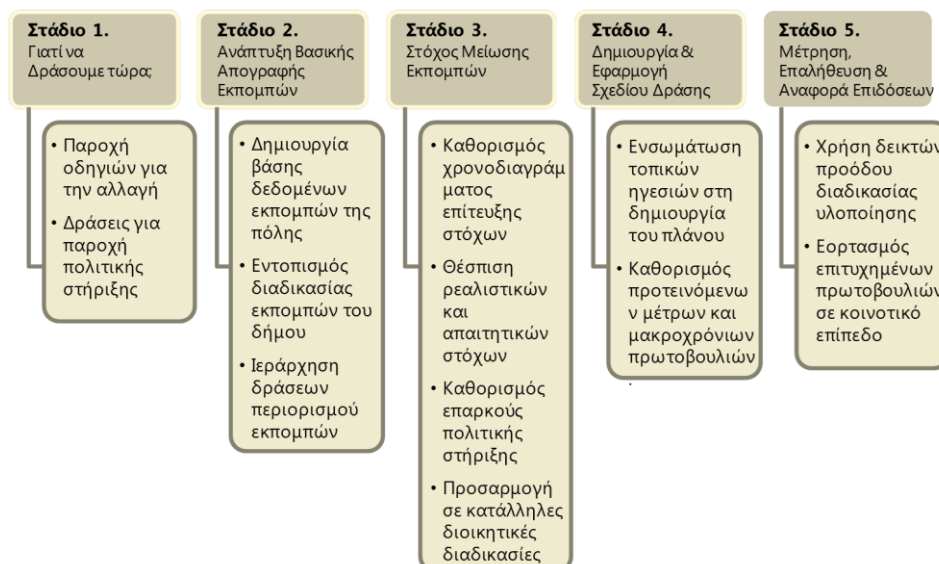 Στάδιο 1.
Γιατί να
Δράσουμε τώρα;
• Παροχή
οδηγιών για
την αλλαγή
• Δράσεις για
παροχή
πολιτικής
στήριξης
Στάδιο 2.
Ανάπτυξη Βασικής
Απογραφής
Εκπομπών
• Δημιουργία
βάσης
δεδομένων
εκπομπών της
πόλης
• Εντοπισμός
διαδικασίας
εκπομπών του
δήμου
• Ιεράρχηση
δράσεων
περιορισμού
εκπομπών
Στάδιο 3.
Στόχος Μείωσης
Εκπομπών
• Καθορισμός
χρονοδιαγράμ
ματος
επίτευξης
στόχων
• Θέσπιση
ρεαλιστικών
και
απαιτητικών
στόχων
• Καθορισμός
επαρκούς
πολιτικής
στήριξης
• Προσαρμογή
σε κατάλληλες
διοικητικές
διαδικασίες
Στάδιο 4.
Δημιουργία &
Εφαρμογή
Σχεδίου Δράσης
• Ενσωμάτωση
τοπικών
ηγεσιών στη
δημιουργία
του πλάνου
• Καθορισμός
προτεινόμενω
ν μέτρων και
μακροχρόνιων
πρωτοβουλιών
.
Στάδιο 5.
Μέτρηση,
Επαλήθευση &
Αναφορά Επιδόσεων
• Χρήση δεικτών
προόδου
διαδικασίας
υλοποίησης
• Εορτασμός
επιτυχημένων
πρωτοβουλιών
σε κοινοτικό
επίπεδο